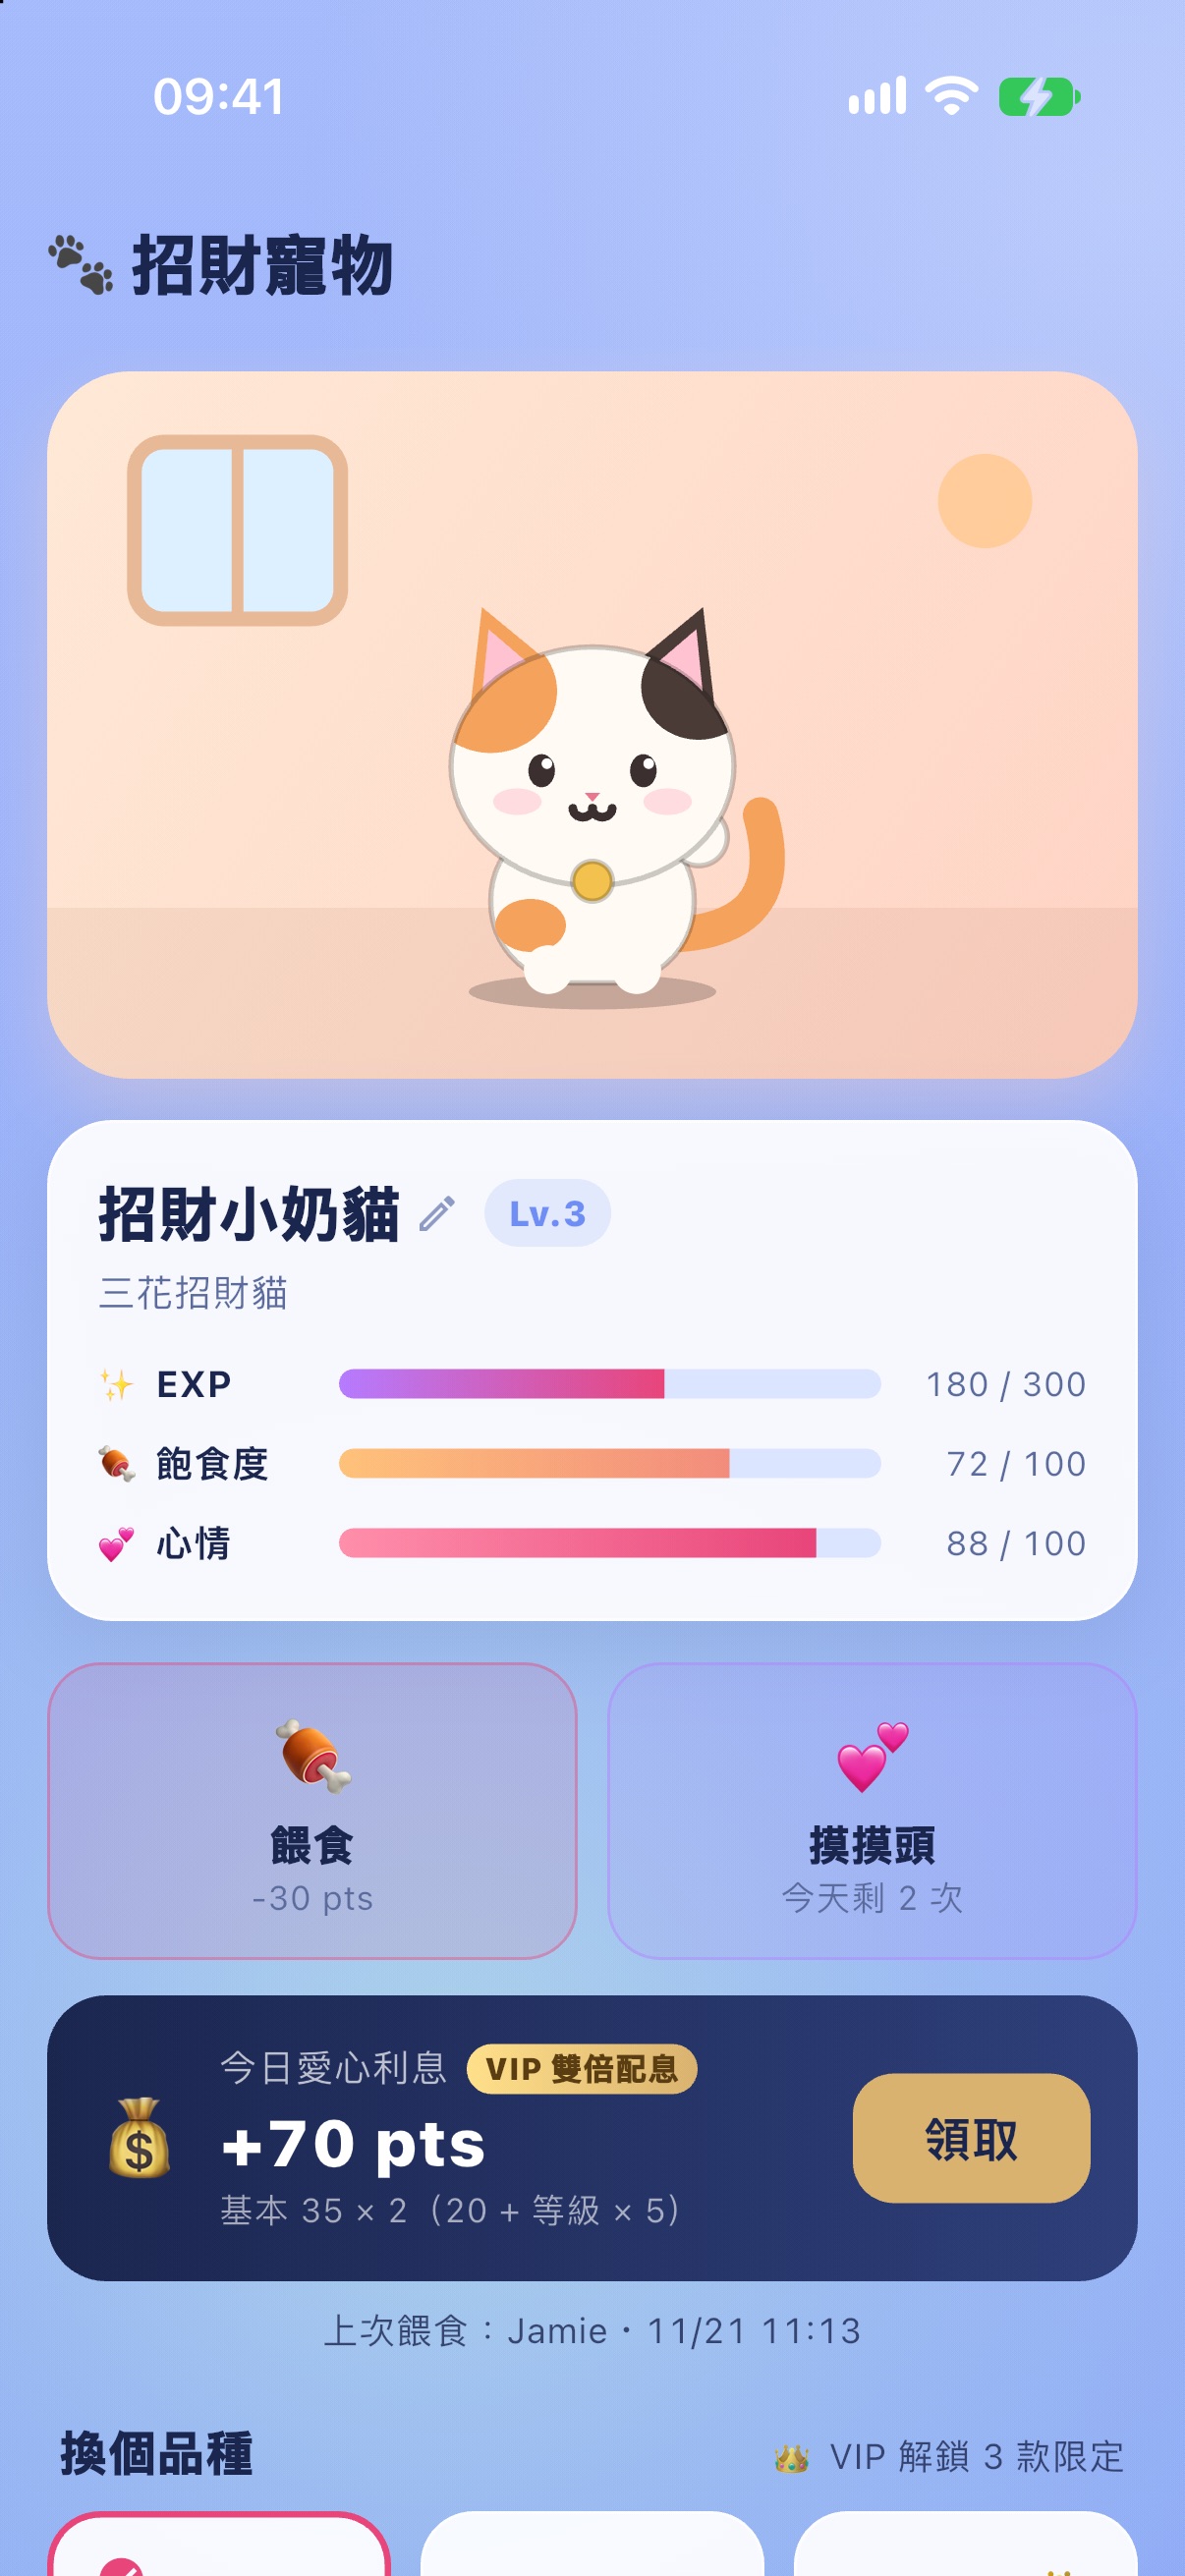 09:41
招財寵物
招財小奶貓 Lv.3
三花招財貓
EXP 180 / 300
飽食度 72 / 100
心情 88 / 100
餵食
-30 pts
摸摸頭
今天剩 2 次
今日愛心利息 VIP 雙倍配息
+70 pts
基本 35 × 2（20 + 等級 × 5）
領取
上次餵食：Jamie · 11/21 11:13
換個品種
VIP 解鎖 3 款限定